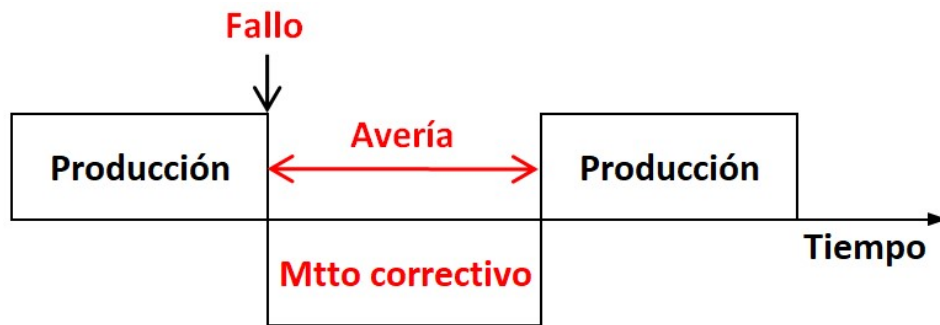 Fallo
Avería
Producción
Producción
Tiempo
Mtto correctivo